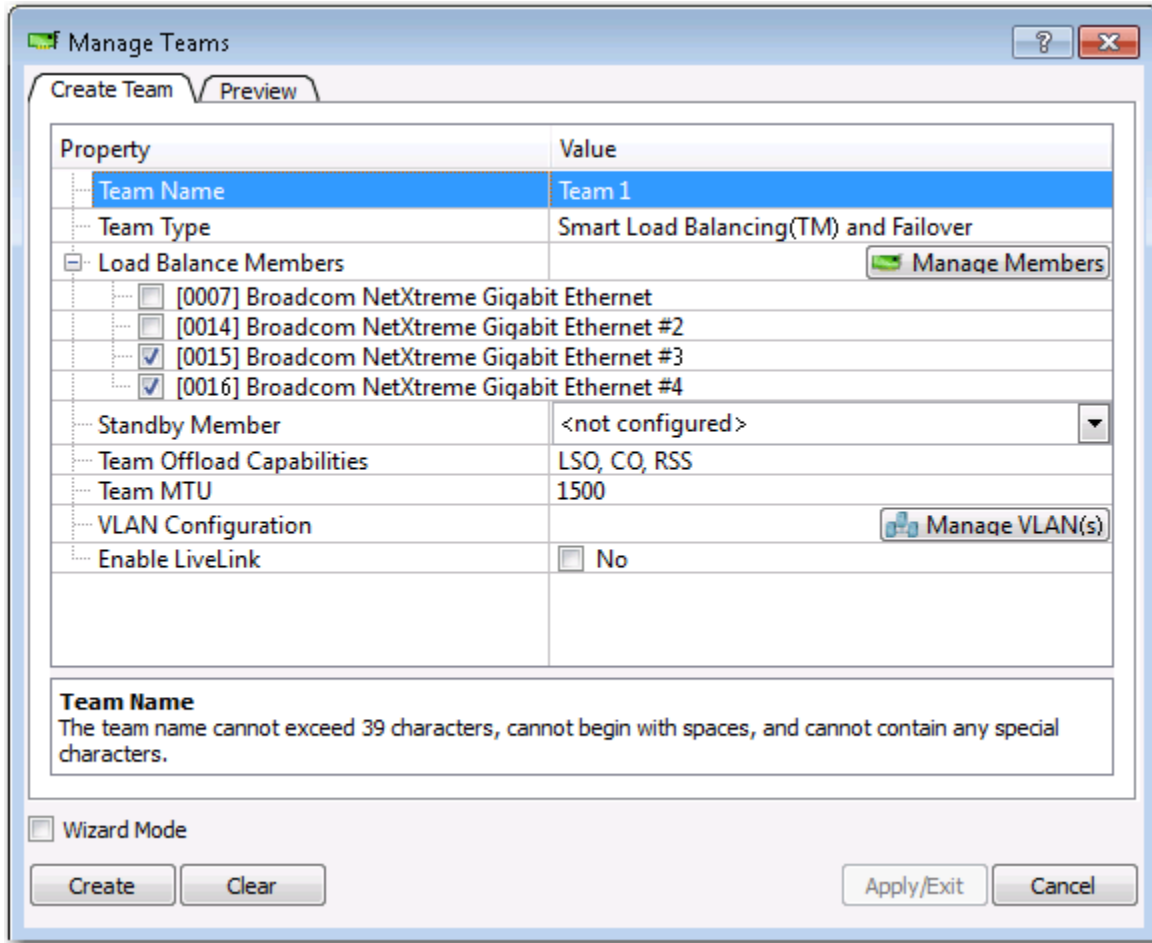 Manage Teams
Create Team
Preview
Property Value
Team Name Team 1
Team Type Smart Load Balancing(TM) and Failover
Load Balance Members Manage Members
[0007] Broadcom NetXtreme Gigabit Ethernet
[0014] Broadcom NetXtreme Gigabit Ethernet #2
[0015] Broadcom NetXtreme Gigabit Ethernet #3
[0016] Broadcom NetXtreme Gigabit Ethernet #4
Standby Member <not configured>
Team Offload Capabilities LSO, CO, RSS
Team MTU 1500
VLAN Configuration Manage VLAN(s)
Enable LiveLink No
Team Name
The team name cannot exceed 39 characters, cannot begin with spaces, and cannot contain any special
characters.
Wizard Mode
Create Clear Apply/Exit Cancel